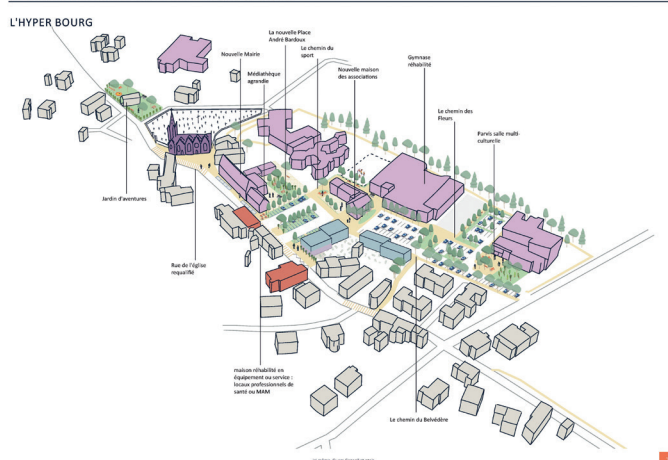 L'HYPER BOURG
La nouvelle Place
André Bardoux
Nouvelle Mairie
Le chemin du
sport
Médiathèque
agrandie
Nouvelle maison
des associations
Gymnase
réhabilité
Le chemin des
Fleurs
Parvis salle multi-
culturelle
Jardin d'aventures
Rue de l'église
requalifié
maison réhabilité en
équipement ou service :
locaux professionnels de
santé ou MAM
Le chemin du Belvédère